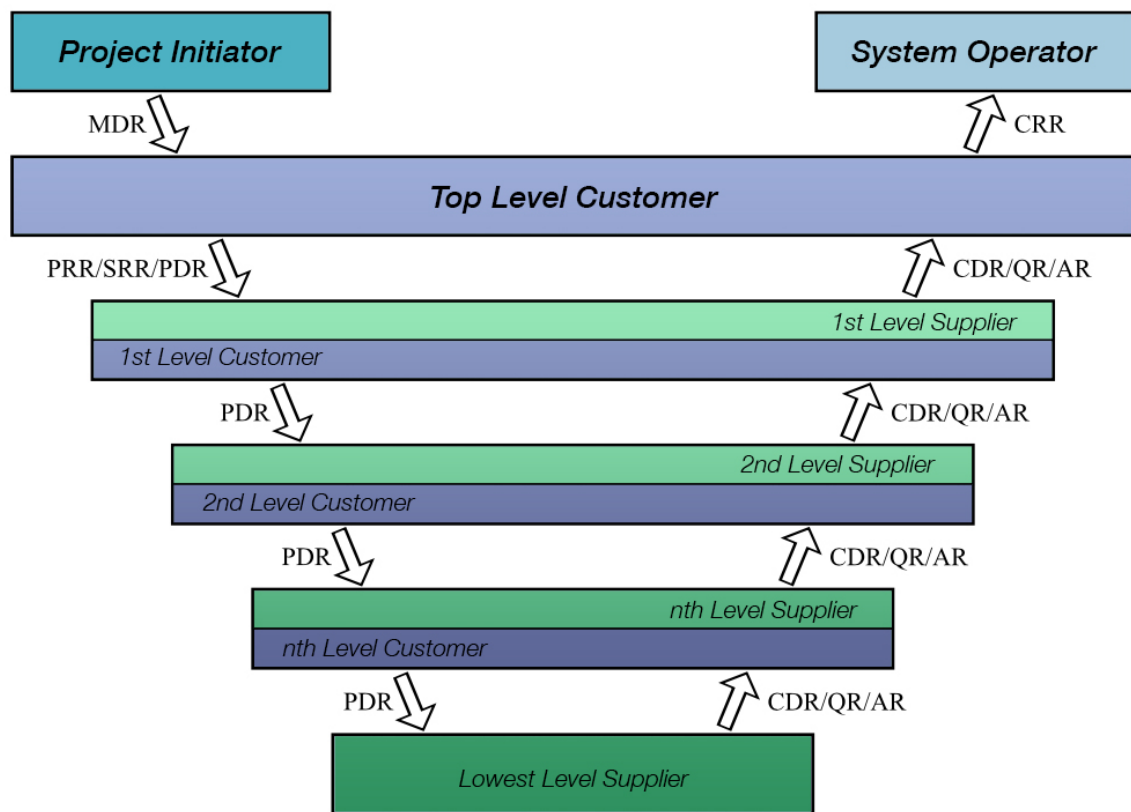 Project Initiator
System Operator
MDR
CRR
Top Level Customer
PRR/SRR/PDR
CDR/QR/AR
1st Level Supplier
1st Level Customer
PDR
CDR/QR/AR
2nd Level Supplier
2nd Level Customer
PDR
CDR/QR/AR
nth Level Supplier
nth Level Customer
PDR
CDR/QR/AR
Lowest Level Supplier